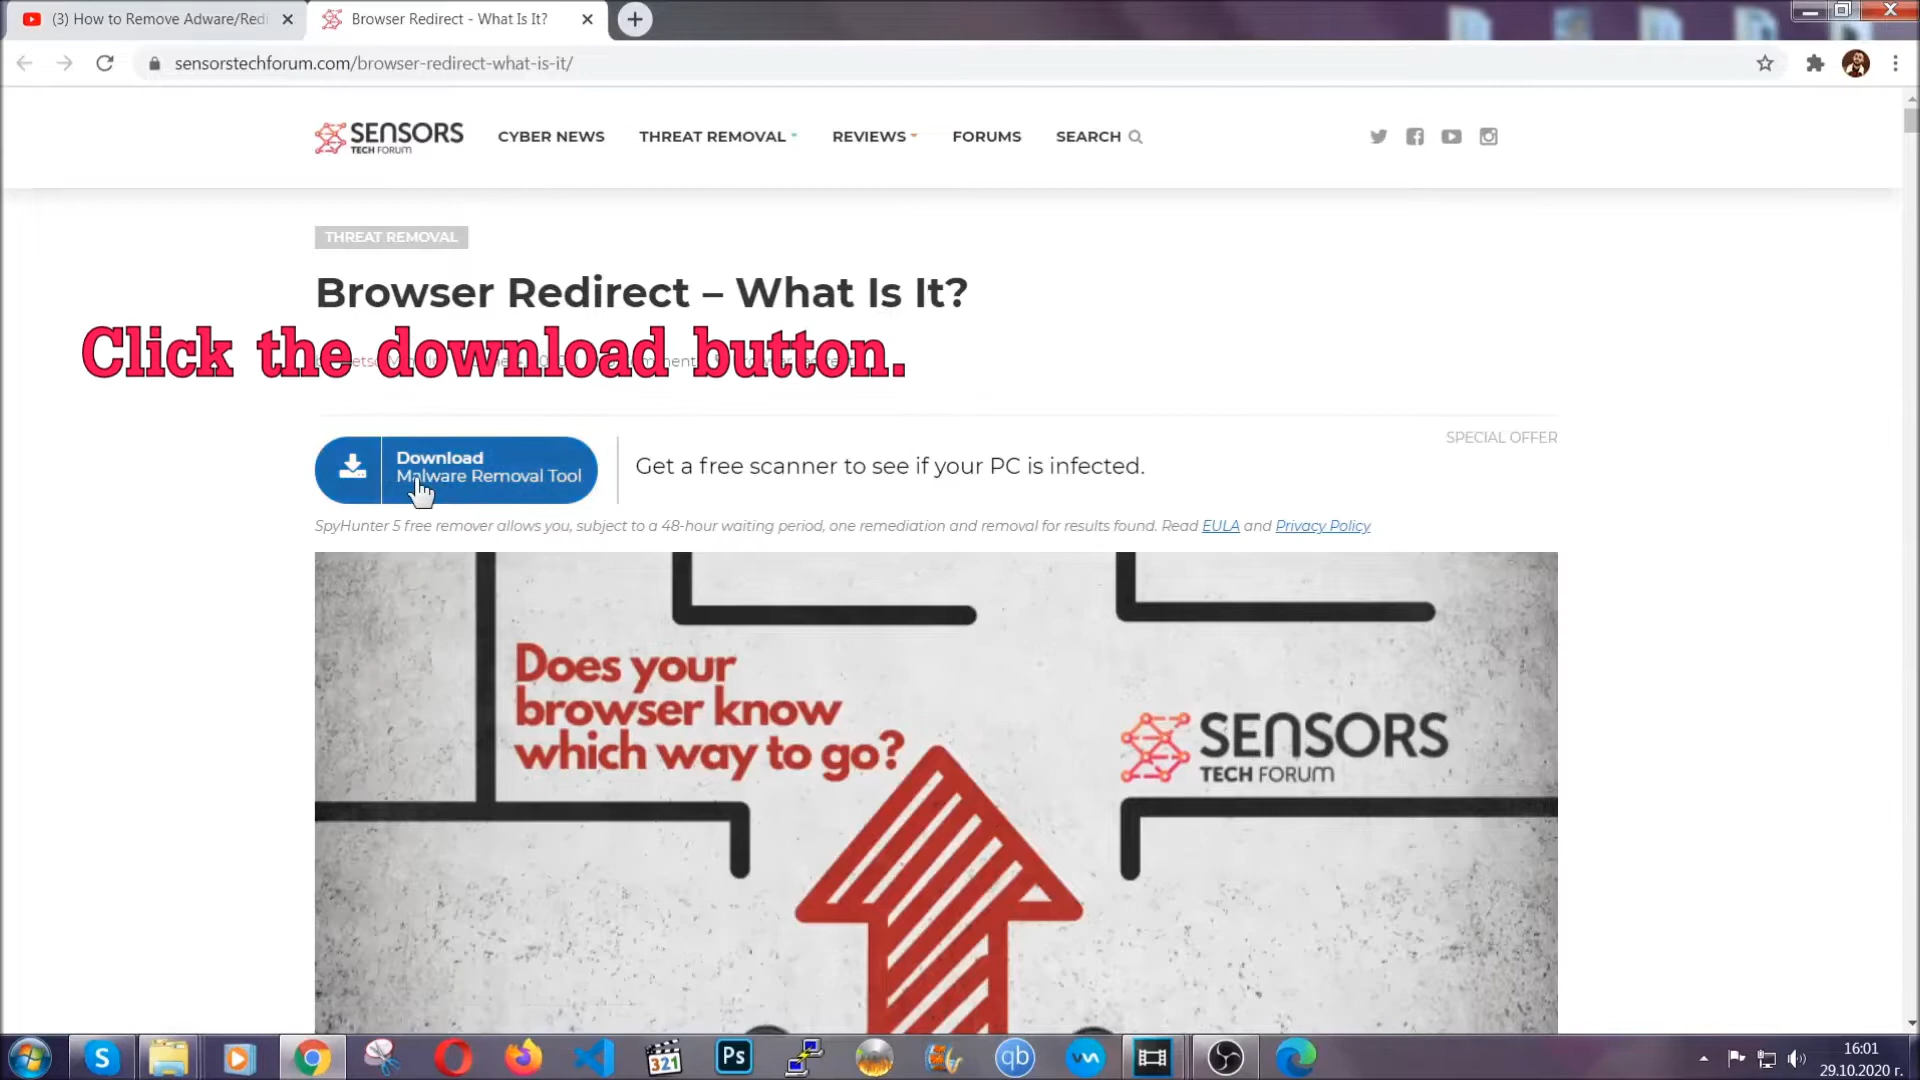 (3) How to Remove Adware/Redi
Browser Redirect - What Is It?
sensorstechforum.com/browser-redirect-what-is-it/
SENSORS
TECH FORUM
CYBER NEWS
THREAT REMOVAL
REVIEWS
FORUMS
SEARCH
THREAT REMOVAL
Browser Redirect – What Is It?
Click the download button.
SPECIAL OFFER
Download
Malware Removal Tool
Get a free scanner to see if your PC is infected.
SpyHunter 5 free remover allows you, subject to a 48-hour waiting period, one remediation and removal for results found. Read EULA and Privacy Policy
Does your
browser know
which way to go?
SENSORS
TECH FORUM
S
321
Ps
qb
16:01
29.10.2020 г.